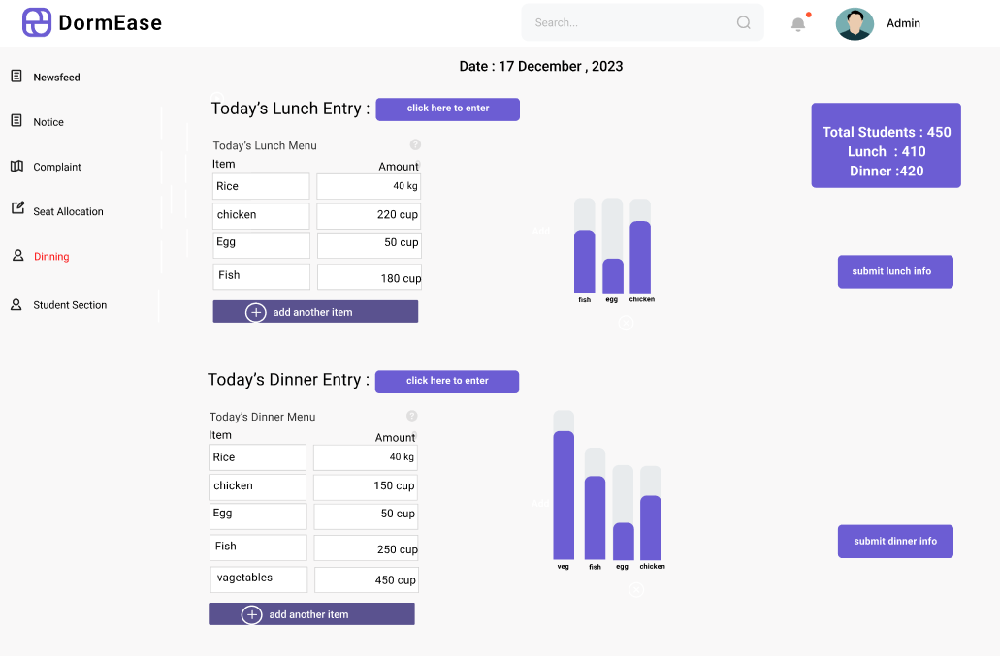 DormEase
Search...
Admin
Date : 17 December , 2023
Newsfeed
Notice
Complaint
Seat Allocation
Dinning
Student Section
Today's Lunch Entry :
click here to enter
Today's Lunch Menu
?
Item Amount
Rice 40 kg
chicken 220 cup
Egg 50 cup
Fish 180 cup
+ add another item
fish egg chicken
Total Students : 450
Lunch : 410
Dinner :420
submit lunch info
Today's Dinner Entry :
click here to enter
Today's Dinner Menu
?
Item Amount
Rice 40 kg
chicken 150 cup
Egg 50 cup
Fish 250 cup
vagetables 450 cup
+ add another item
veg fish egg chicken
submit dinner info